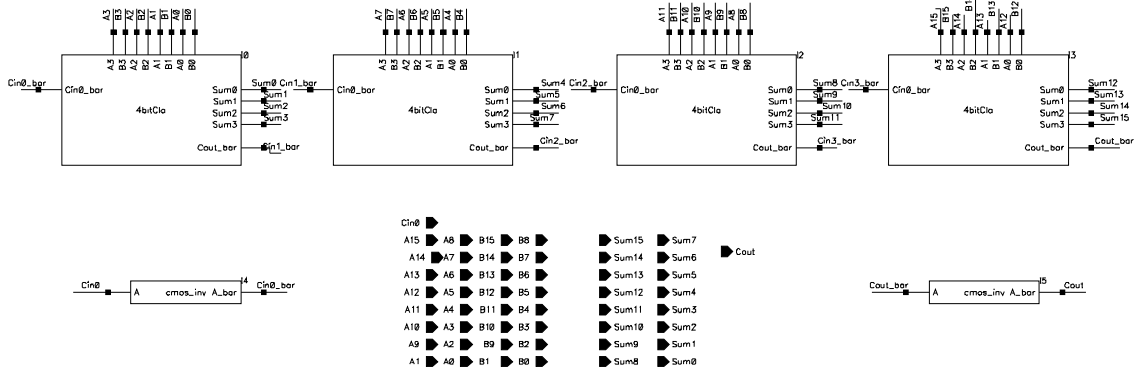 A3 B3 A2 B2 A1 B1 A0 B0
A7 B7 A6 B6 A5 B5 A4 B4
A11 B11 A10 B10 A9 B9 A8 B8
A15 B15 A14 A13 B13 A12 B12
I0 I1 I2 I3
A3 B3 A2 B2 A1 B1 A0 B0
A3 B3 A2 B2 A1 B1 A0 B0
A3 B3 A2 B2 A1 B1 A0 B0
A3 B3 A2 B2 A1 B1 A0 B0
Cin0_bar Cin0_bar Sum0 Sum0 Cin1_bar Cin0_bar Sum0 Sum4 Cin2_bar Cin0_bar Sum0 Sum8 Cin3_bar Cin0_bar Sum0 Sum12
Sum1 Sum1 Sum1 Sum5 Sum1 Sum9 Sum1 Sum13
4bitCla Sum2 Sum2 4bitCla Sum2 Sum6 4bitCla Sum2 Sum10 4bitCla Sum2 Sum14
Sum3 Sum3 Sum3 Sum7 Sum3 Sum11 Sum3 Sum15
Cout_bar Cin1_bar Cout_bar Cin2_bar Cout_bar Cin3_bar Cout_bar Cout_bar
Cin0
A15 A8 B15 B8 Sum15 Sum7
Cout
A14 A7 B14 B7 Sum14 Sum6
A13 A6 B13 B6 Sum13 Sum5
I4 I5
Cin0 A cmos_inv A_bar Cin0_bar A12 A5 B12 B5 Sum12 Sum4 Cout_bar A cmos_inv A_bar Cout
A11 A4 B11 B4 Sum11 Sum3
A10 A3 B10 B3 Sum10 Sum2
A9 A2 B9 B2 Sum9 Sum1
A1 A0 B1 B0 Sum8 Sum0